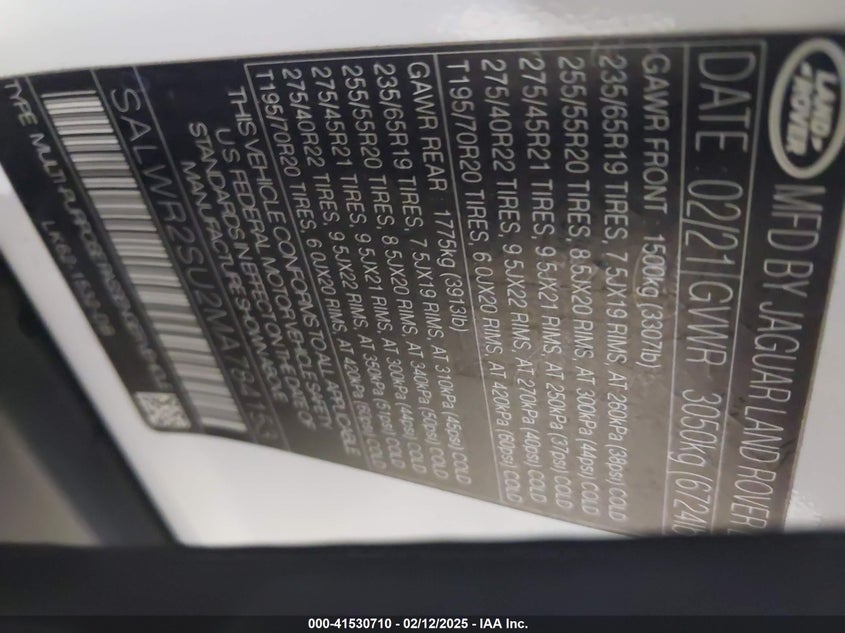 LAND ROVER
MFD BY JAGUAR LAND ROVER
DATE 02/21 GVWR 3050kg (6724lb
GAWR FRONT 1500kg (3307lb)
235/65R19 TIRES, 7.5JX19 RIMS, AT 260kPa (38psi) COLD
255/55R20 TIRES, 8.5JX20 RIMS, AT 300kPa (44psi) COLD
275/45R21 TIRES, 9.5JX21 RIMS, AT 250kPa (37psi) COLD
275/40R22 TIRES, 9.5JX22 RIMS, AT 270kPa (40psi) COLD
T195/70R20 TIRES, 6.0JX20 RIMS, AT 420kPa (60psi) COLD
GAWR REAR 1775kg (3913lb)
235/65R19 TIRES, 7.5JX19 RIMS, AT 310kPa (45psi) COLD
255/55R20 TIRES, 8.5JX20 RIMS, AT 340kPa (50psi) COLD
275/45R21 TIRES, 9.5JX21 RIMS, AT 300kPa (44psi) COLD
275/40R22 TIRES, 9.5JX22 RIMS, AT 350kPa (51psi) COLD
T195/70R20 TIRES, 6.0JX20 RIMS, AT 420kPa (60psi) COLD
THIS VEHICLE CONFORMS TO ALL APPLICABLE
U.S. FEDERAL MOTOR VEHICLE SAFETY
STANDARDS IN EFFECT ON THE DATE OF
MANUFACTURE SHOWN ABOVE
TYPE MULTI-PURPOSE PASSENGER
000-41530710 - 02/12/2025 - IAA Inc.